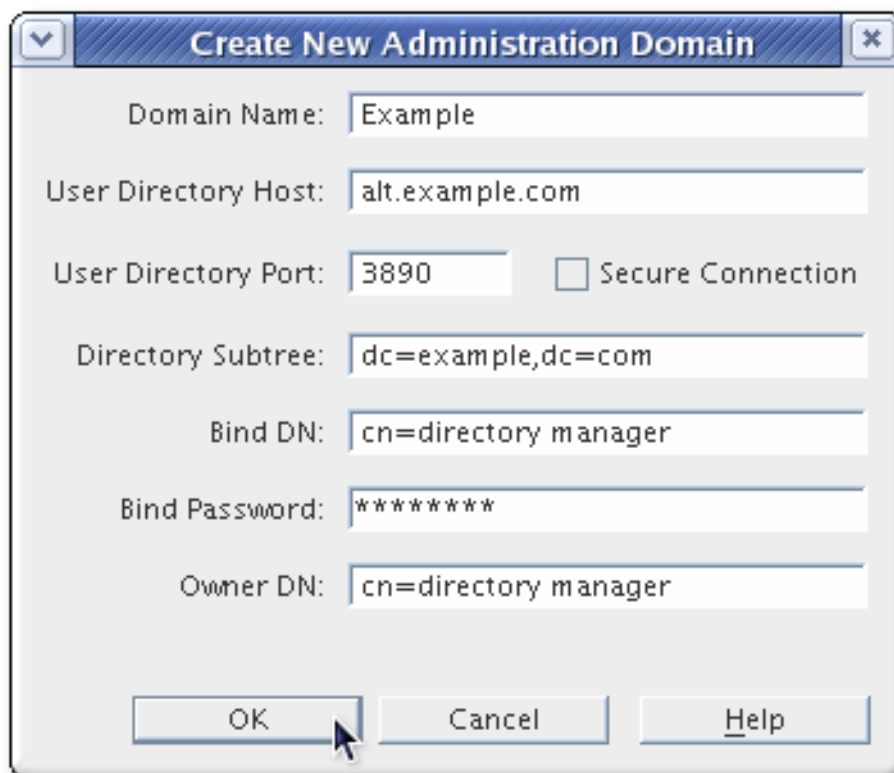 Create New Administration Domain
Domain Name: Example
User Directory Host: alt.example.com
User Directory Port: 3890 Secure Connection
Directory Subtree: dc=example,dc=com
Bind DN: cn=directory manager
Bind Password: ********
Owner DN: cn=directory manager
OK Cancel Help